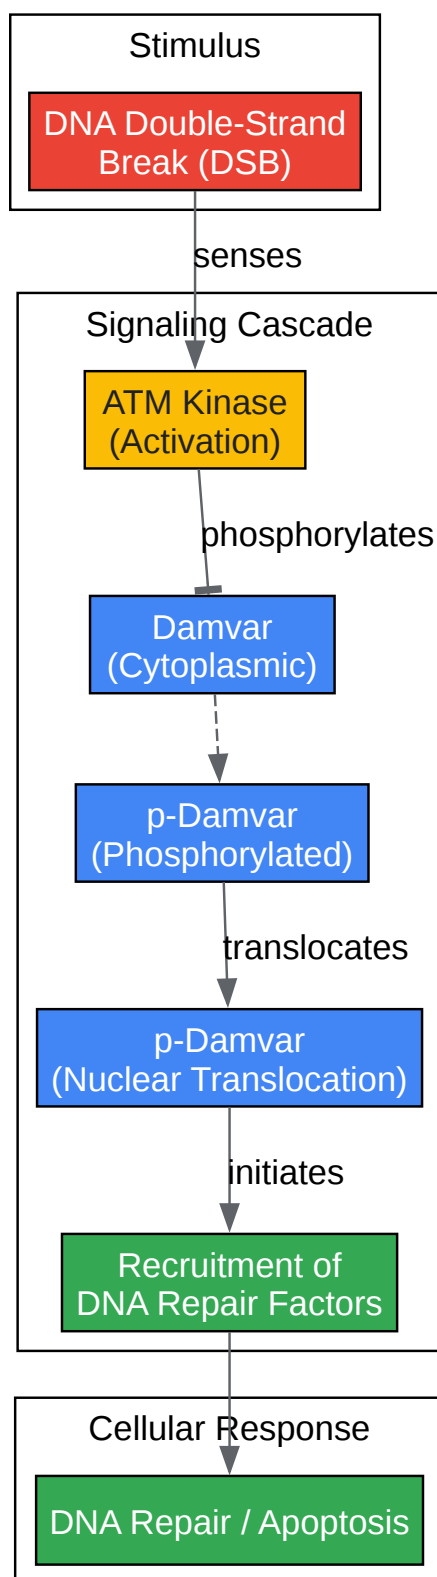 Stimulus
DNA Double-Strand
Break (DSB)
senses
Signaling Cascade
ATM Kinase
(Activation)
phosphorylates
Damvar
(Cytoplasmic)
p-Damvar
(Phosphorylated)
translocates
p-Damvar
(Nuclear Translocation)
initiates
Recruitment of
DNA Repair Factors
Cellular Response
DNA Repair / Apoptosis